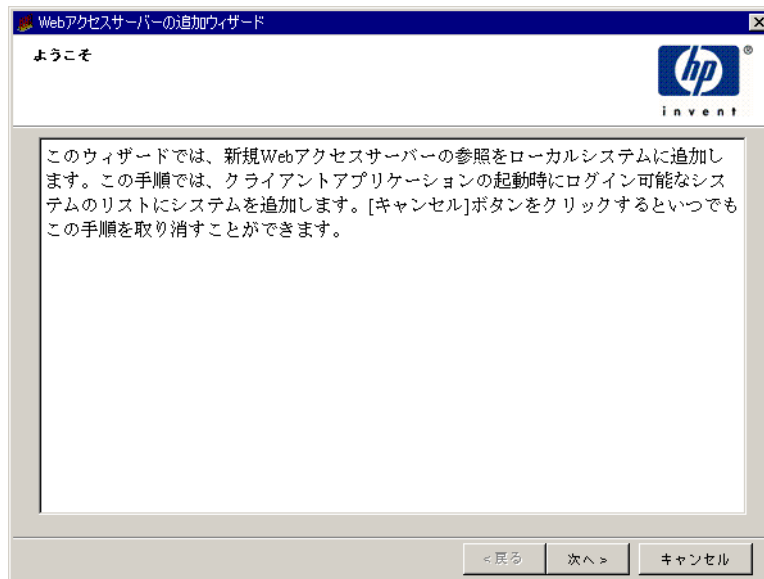 Webアクセスサーバーの追加ウィザード
ようこそ
hp
®
invent
このウィザードでは、新規Webアクセスサーバーの参照をローカルシステムに追加し
ます。この手順では、クライアントアプリケーションの起動時にログイン可能なシス
テムのリストにシステムを追加します。[キャンセル]ボタンをクリックするといつでも
この手順を取り消すことができます。
<戻る 次へ> キャンセル